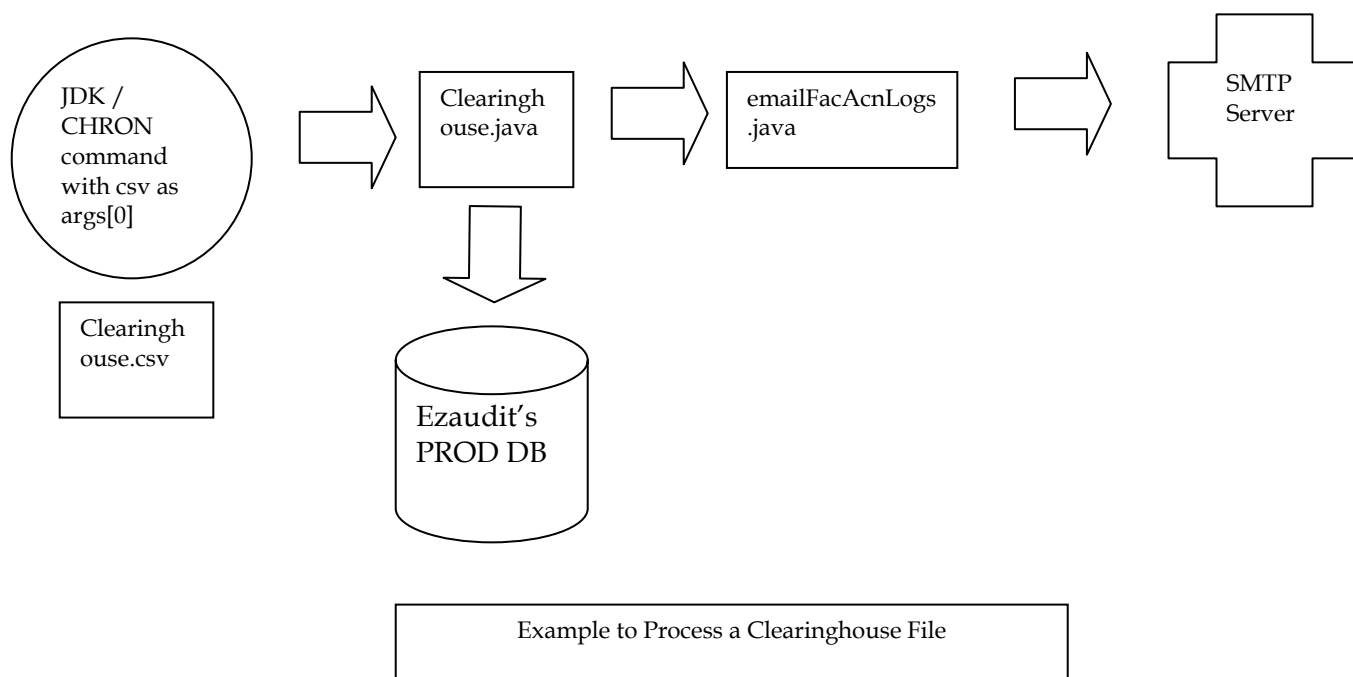 JDK /
CHRON
command
with csv as
args[0]
Clearingh
ouse.java
emailFacAcnLogs
.java
SMTP
Server
Clearingh
ouse.csv
Ezaudit’s
PROD DB
Example to Process a Clearinghouse File